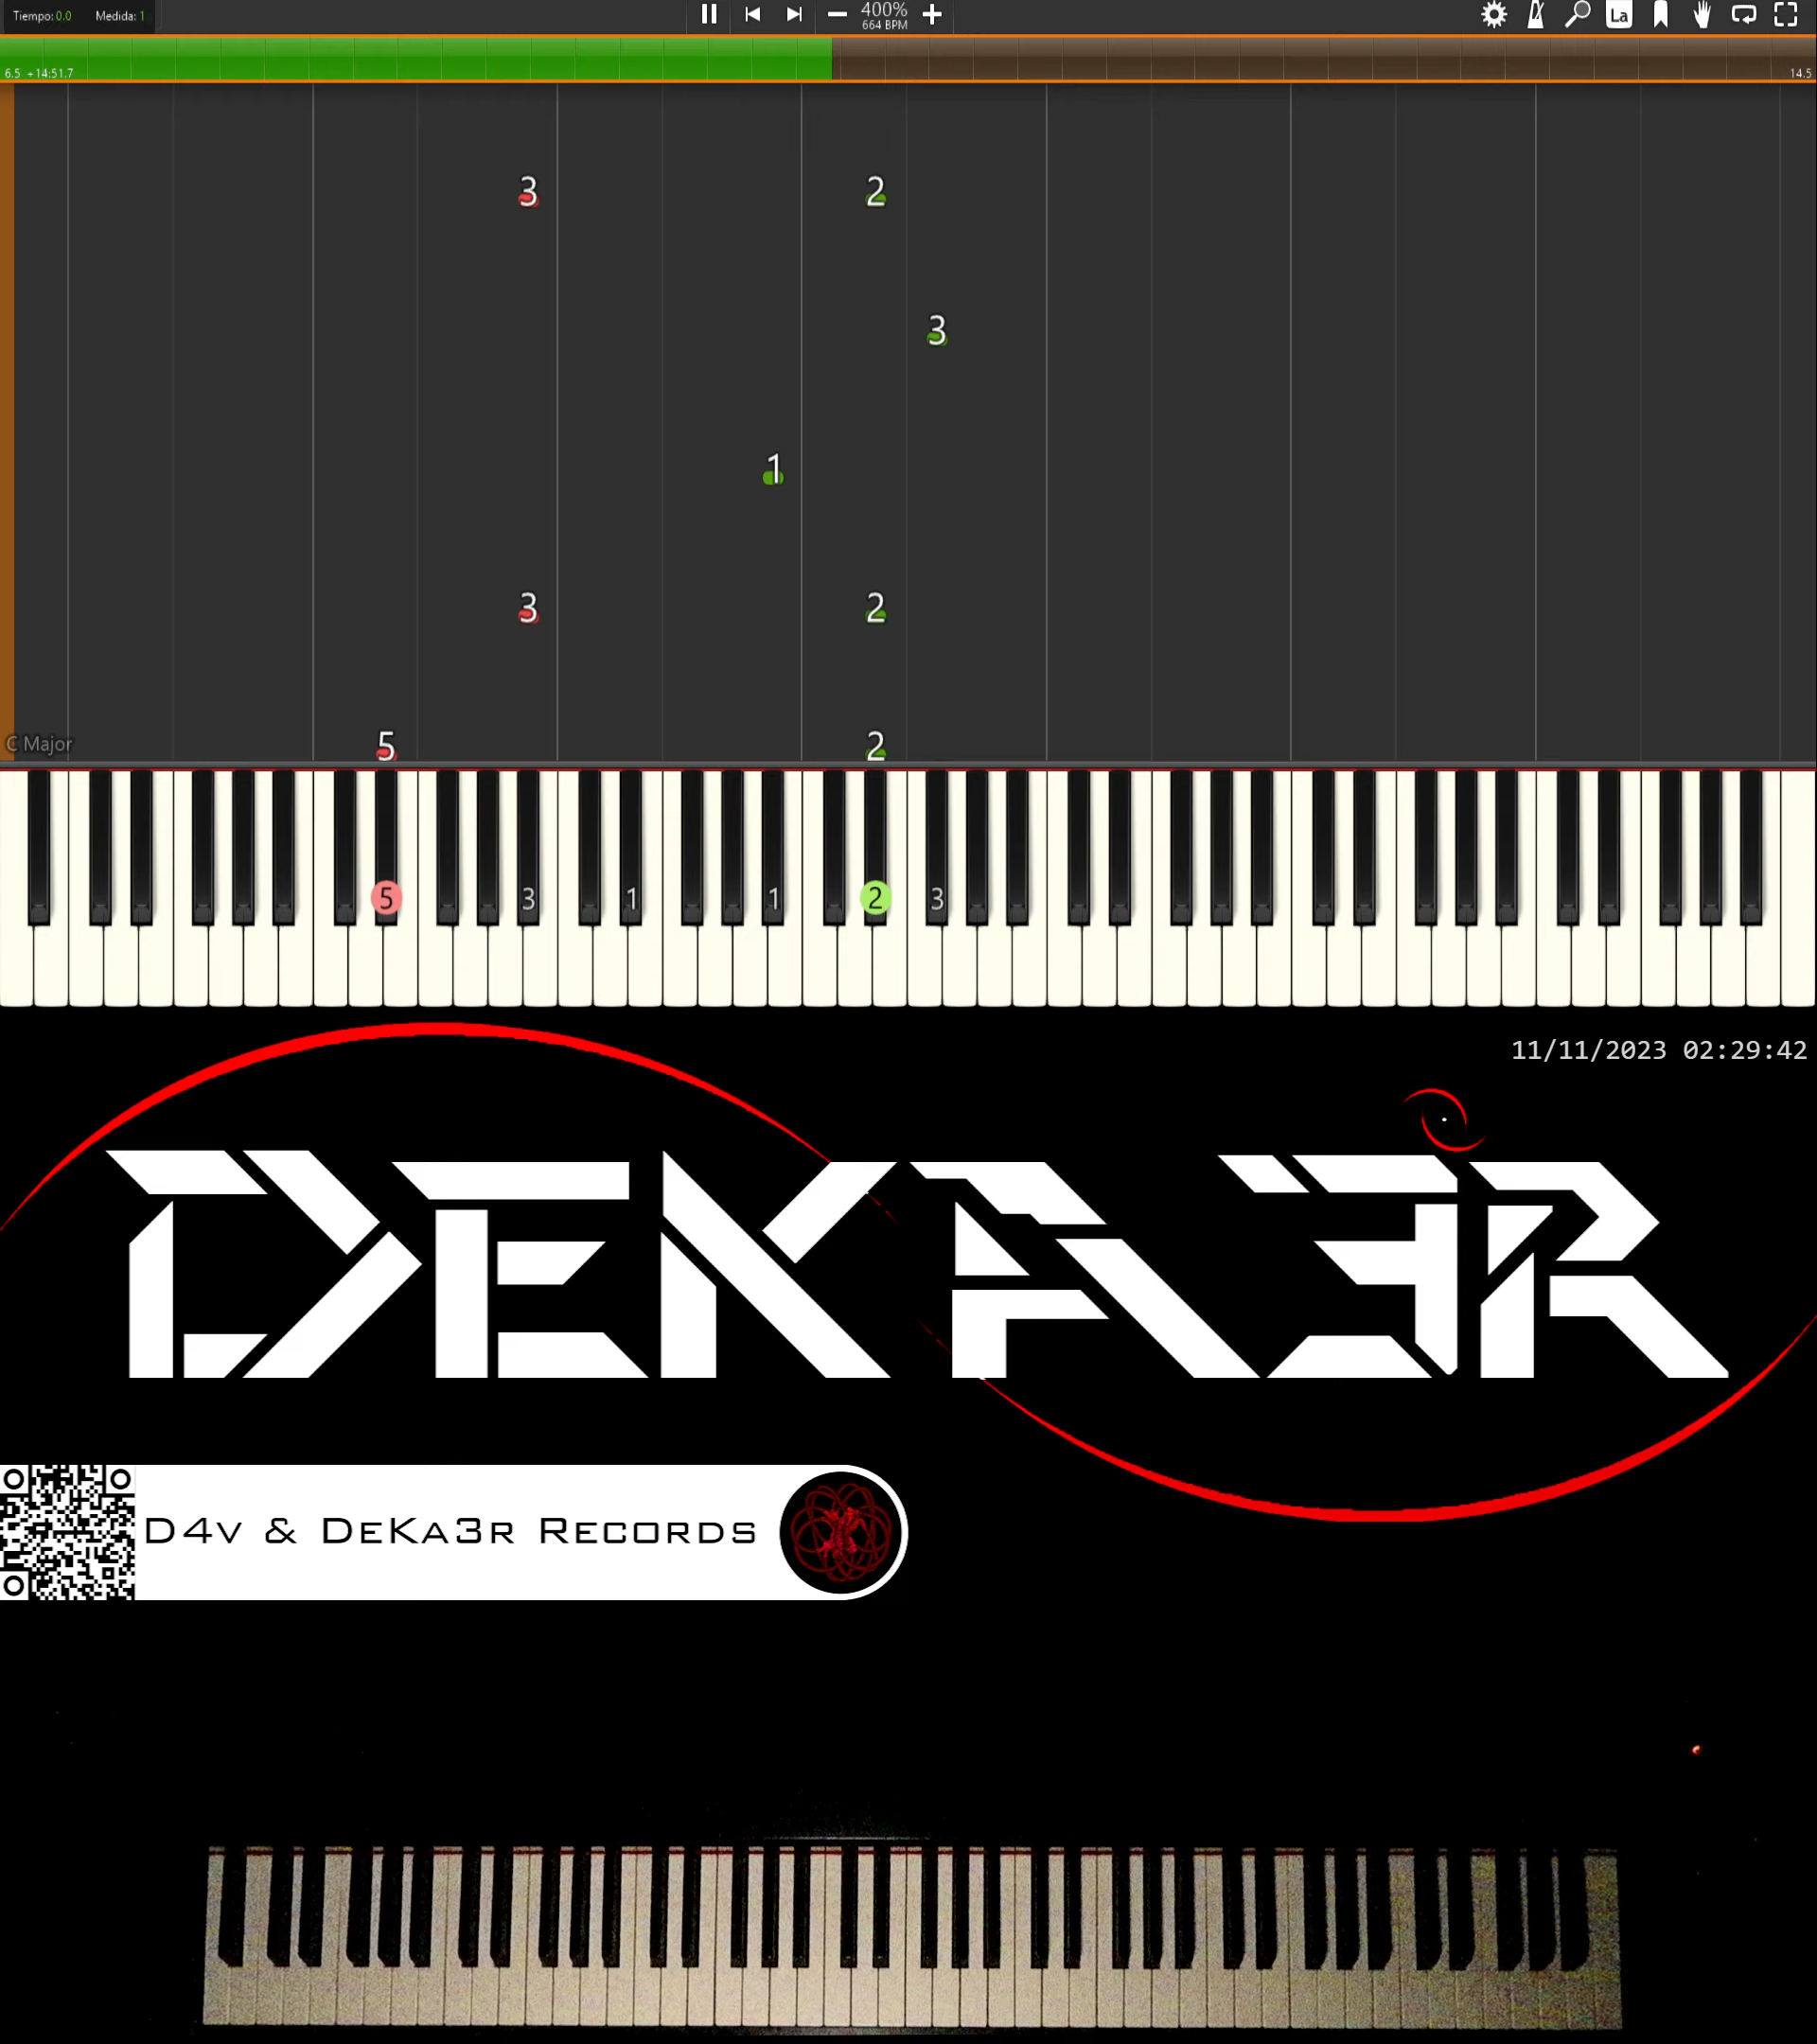 Tiempo: 0.0 Medida: 1
400%
664 BPM
La
6.5 +14:51.7
14.5
3 2
3
1
3 2
C Major
5 2
5 3 1 1 2 3
11/11/2023 02:29:42
DEKA3R
D4v & DeKa3r Records